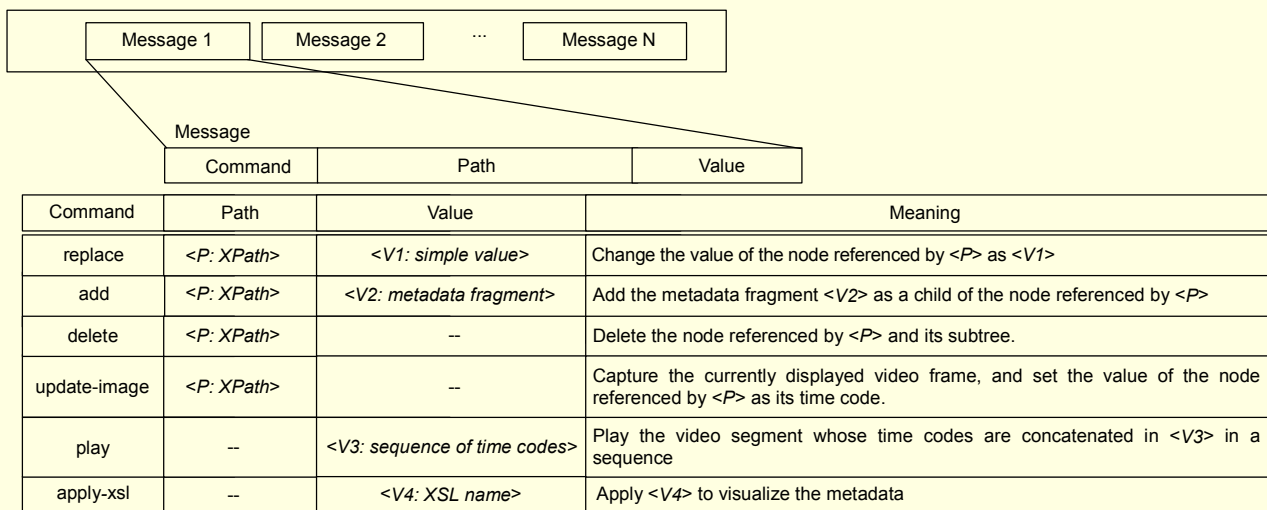 Message 1 Message 2 ... Message N
Message
Command Path Value
Command Path Value Meaning
replace <P: XPath> <V1: simple value> Change the value of the node referenced by <P> as <V1>
add <P: XPath> <V2: metadata fragment> Add the metadata fragment <V2> as a child of the node referenced by <P>
delete <P: XPath> -- Delete the node referenced by <P> and its subtree.
update-image <P: XPath> -- Capture the currently displayed video frame, and set the value of the node
referenced by <P> as its time code.
play -- <V3: sequence of time codes> Play the video segment whose time codes are concatenated in <V3> in a
sequence
apply-xsl -- <V4: XSL name> Apply <V4> to visualize the metadata